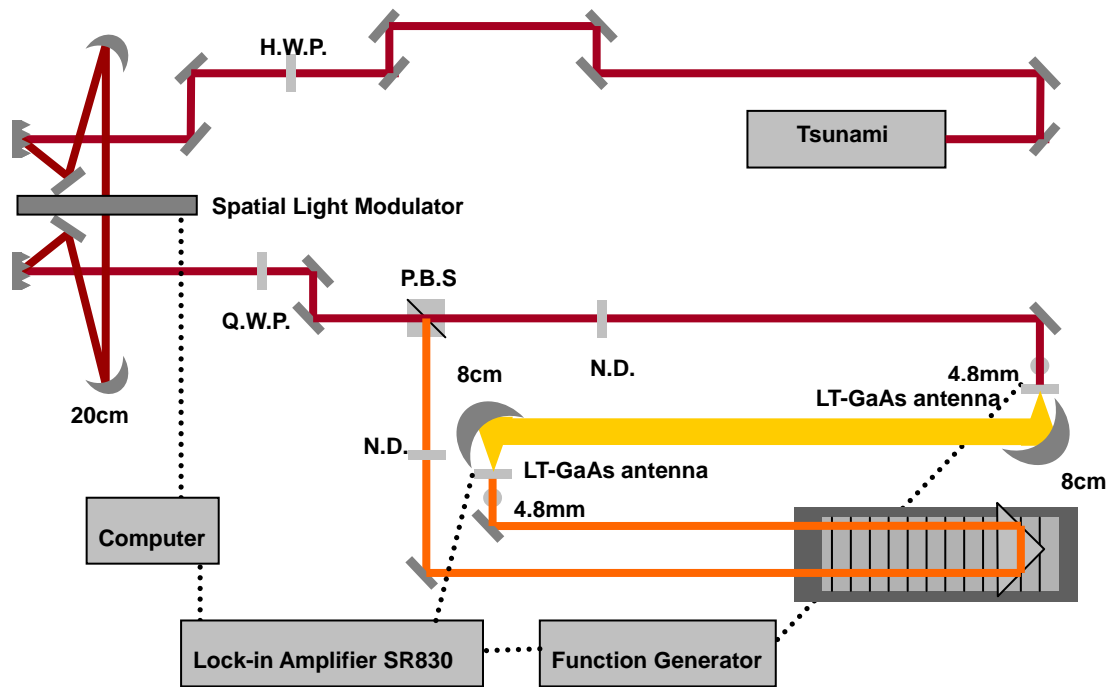 H.W.P.
Tsunami
Spatial Light Modulator
P.B.S
Q.W.P.
N.D.
4.8mm
8cm
LT-GaAs antenna
20cm
N.D.
LT-GaAs antenna
8cm
4.8mm
Computer
Lock-in Amplifier SR830
Function Generator